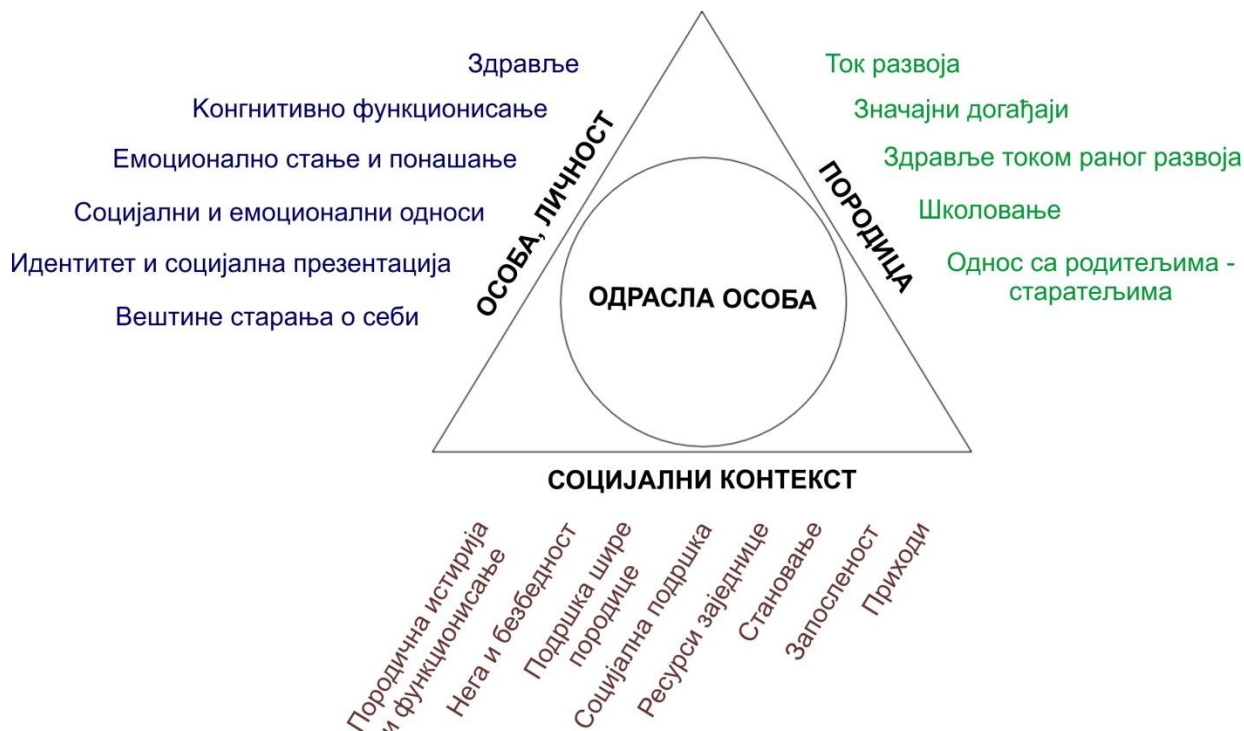 Здравље
Конгнитивно функционисање
Емоционално стање и понашање
Социјални и емоционални односи
Идентитет и социјална презентација
Вештине старања о себи
ОСОБА, ЛИЧНОСТ
ОДРАСЛА ОСОБА
ПОРОДИЦА
Ток развоја
Значајни догађаји
Здравље током раног развоја
Школовање
Однос са родитељима -
старатељима
СОЦИЈАЛНИ КОНТЕКСТ
Породична истирија
и функционисање
Нега и безбедност
Подршка шире
породице
Социјална подршка
Ресурси заједнице
Становање
Запосленост
Приходи